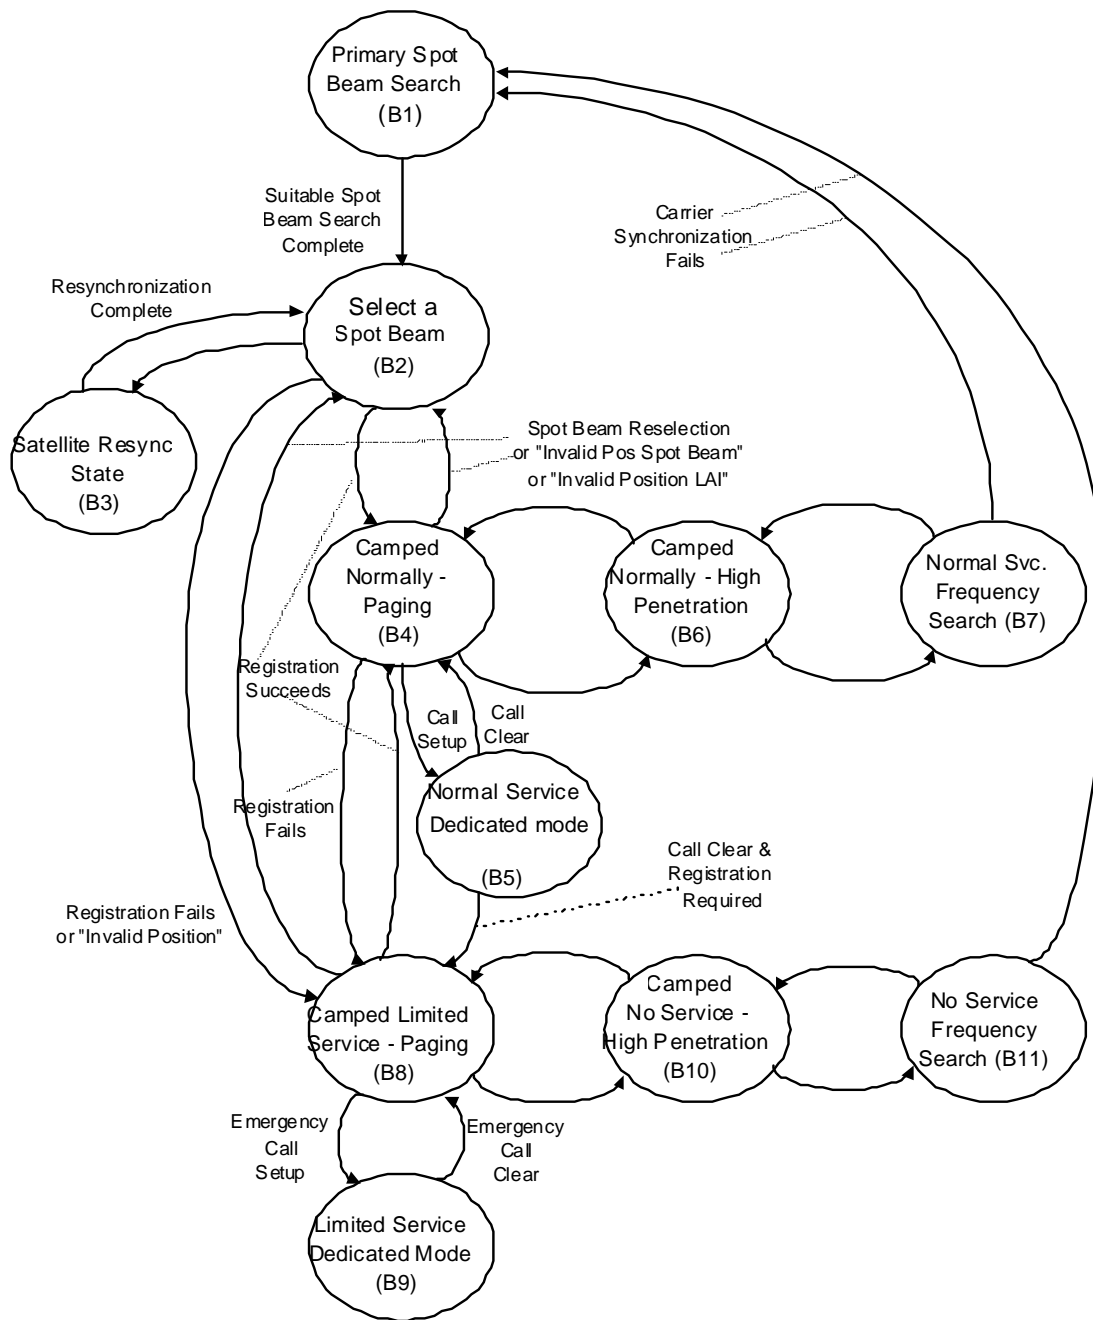 Primary Spot
Beam Search
(B1)
Suitable Spot
Beam Search
Complete
Carrier
Synchronization
Fails
Resynchronization
Complete
Select a
Spot Beam
(B2)
Satellite Resync
State
(B3)
Spot Beam Reselection
or "Invalid Pos Spot Beam"
or "Invalid Position LAI"
Camped
Normally -
Paging
(B4)
Camped
Normally - High
Penetration
(B6)
Normal Svc.
Frequency
Search (B7)
Registration
Succeeds
Call
Setup
Call
Clear
Registration
Fails
Normal Service
Dedicated mode
(B5)
Call Clear &
Registration
Required
Registration Fails
or "Invalid Position"
Camped Limited
Service - Paging
(B8)
Camped
No Service -
High Penetration
(B10)
No Service
Frequency
Search (B11)
Emergency
Call
Setup
Emergency
Call
Clear
Limited Service
Dedicated Mode
(B9)